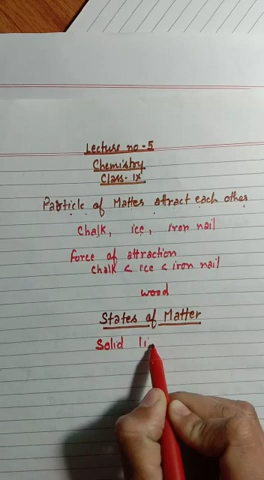 Lecture no-5
Chemistry
Class-IX
Particle of Matter attract each other
Chalk, ice, iron nail
Force of attraction
Chalk < ice < iron nail
wood
States of Matter
Solid li